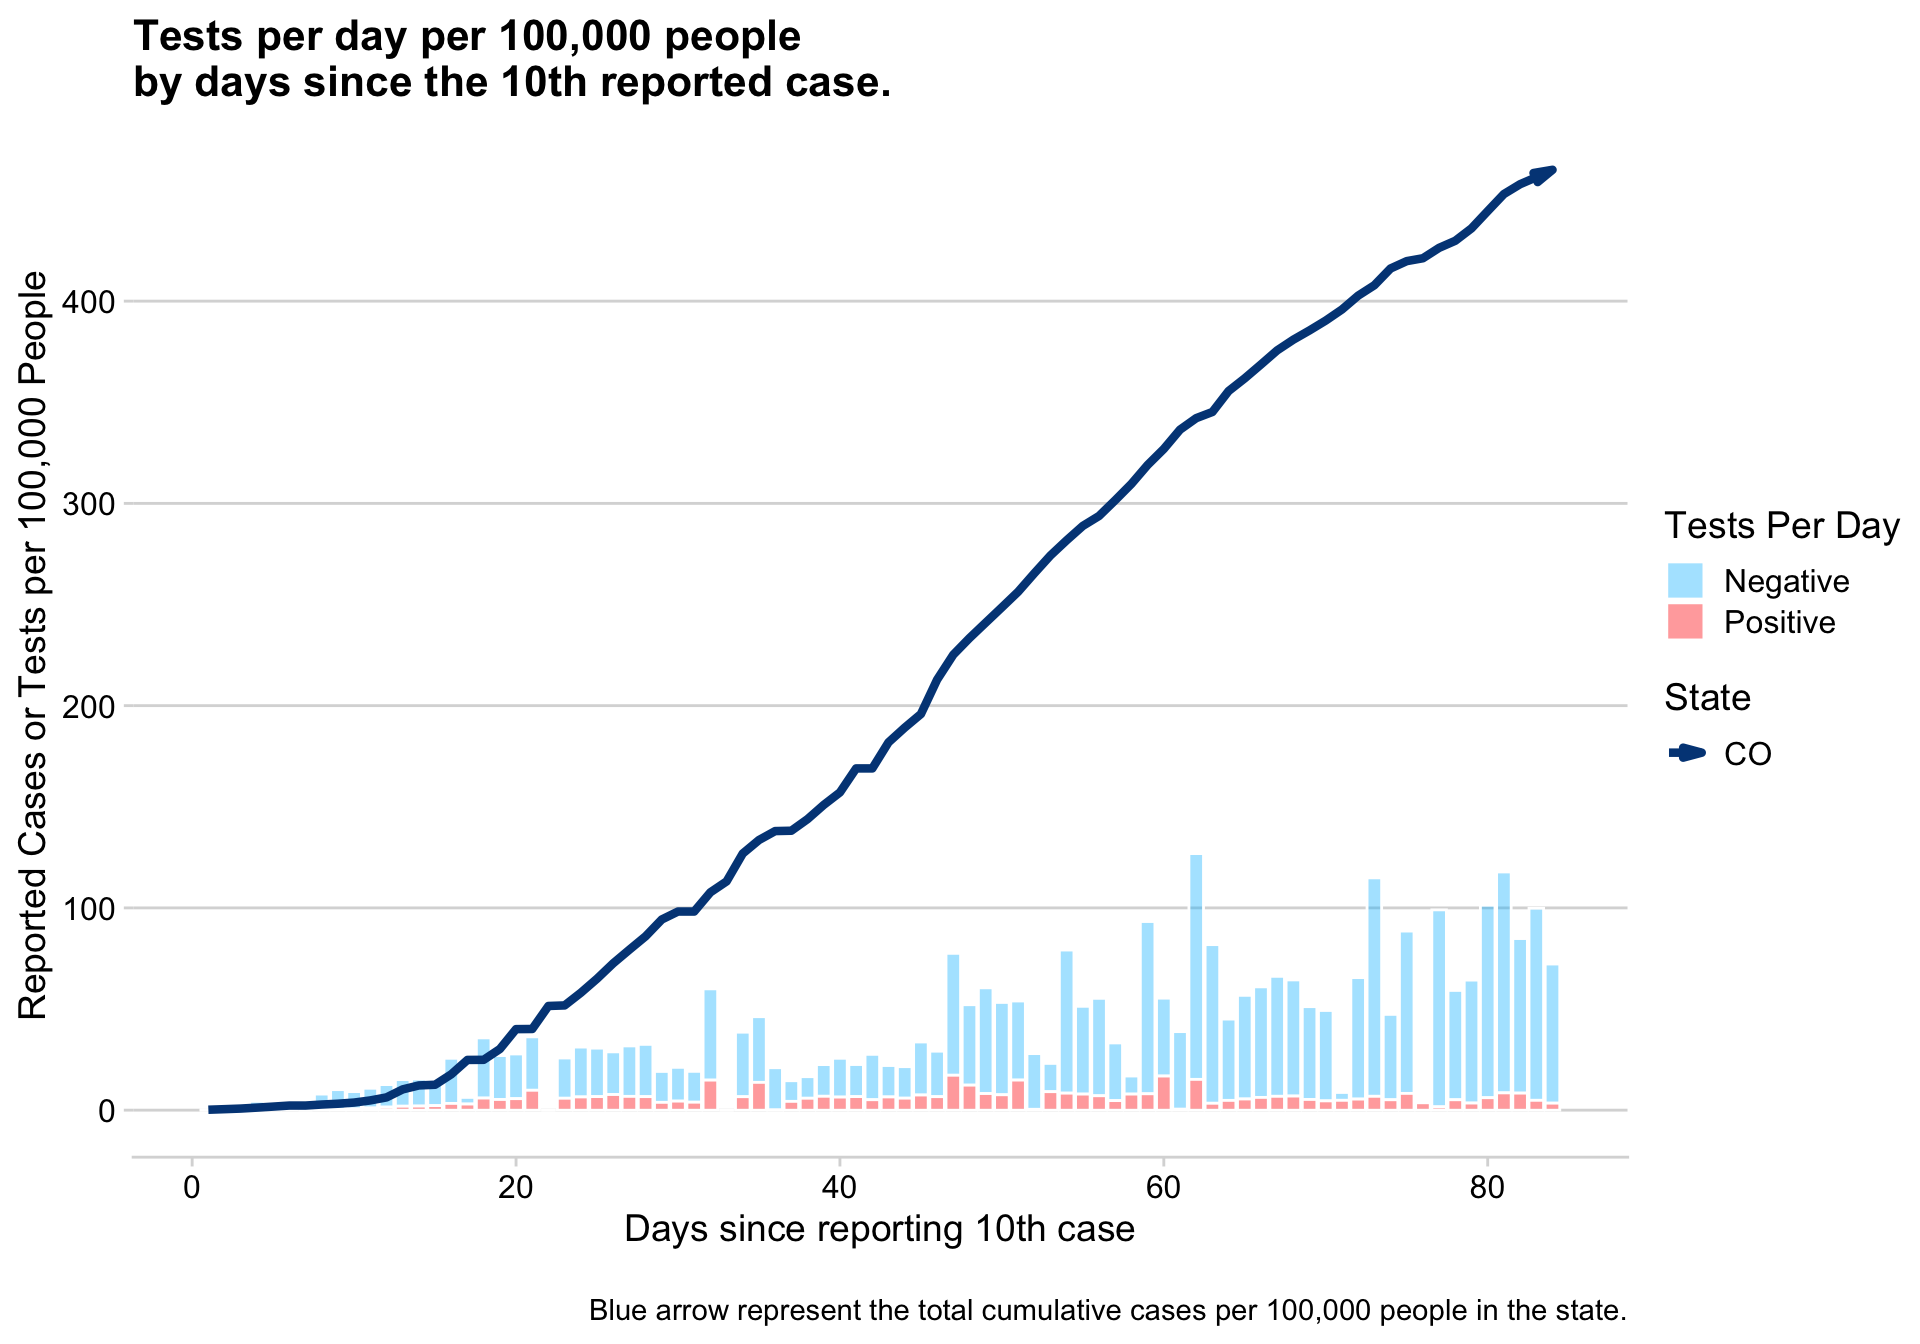 Tests per day per 100,000 people
by days since the 10th reported case.
Reported Cases or Tests per 100,000 People
400
300
200
100
0
0
20
40
60
80
Days since reporting 10th case
Tests Per Day
Negative
Positive
State
CO
Blue arrow represent the total cumulative cases per 100,000 people in the state.